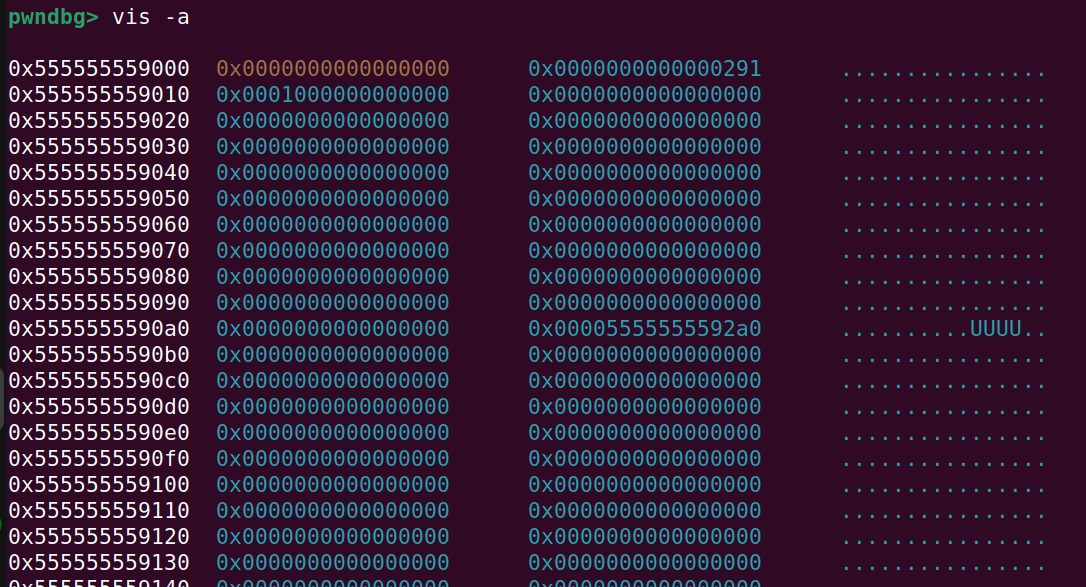 pwndbg> vis -a
0x555555559000 0x0000000000000000 0x0000000000000291 ................
0x555555559010 0x0001000000000000 0x0000000000000000 ................
0x555555559020 0x0000000000000000 0x0000000000000000 ................
0x555555559030 0x0000000000000000 0x0000000000000000 ................
0x555555559040 0x0000000000000000 0x0000000000000000 ................
0x555555559050 0x0000000000000000 0x0000000000000000 ................
0x555555559060 0x0000000000000000 0x0000000000000000 ................
0x555555559070 0x0000000000000000 0x0000000000000000 ................
0x555555559080 0x0000000000000000 0x0000000000000000 ................
0x555555559090 0x0000000000000000 0x0000000000000000 ................
0x5555555590a0 0x0000000000000000 0x00005555555592a0 ..........UUUU..
0x5555555590b0 0x0000000000000000 0x0000000000000000 ................
0x5555555590c0 0x0000000000000000 0x0000000000000000 ................
0x5555555590d0 0x0000000000000000 0x0000000000000000 ................
0x5555555590e0 0x0000000000000000 0x0000000000000000 ................
0x5555555590f0 0x0000000000000000 0x0000000000000000 ................
0x555555559100 0x0000000000000000 0x0000000000000000 ................
0x555555559110 0x0000000000000000 0x0000000000000000 ................
0x555555559120 0x0000000000000000 0x0000000000000000 ................
0x555555559130 0x0000000000000000 0x0000000000000000 ................
0x555555559140 0x0000000000000000 0x0000000000000000